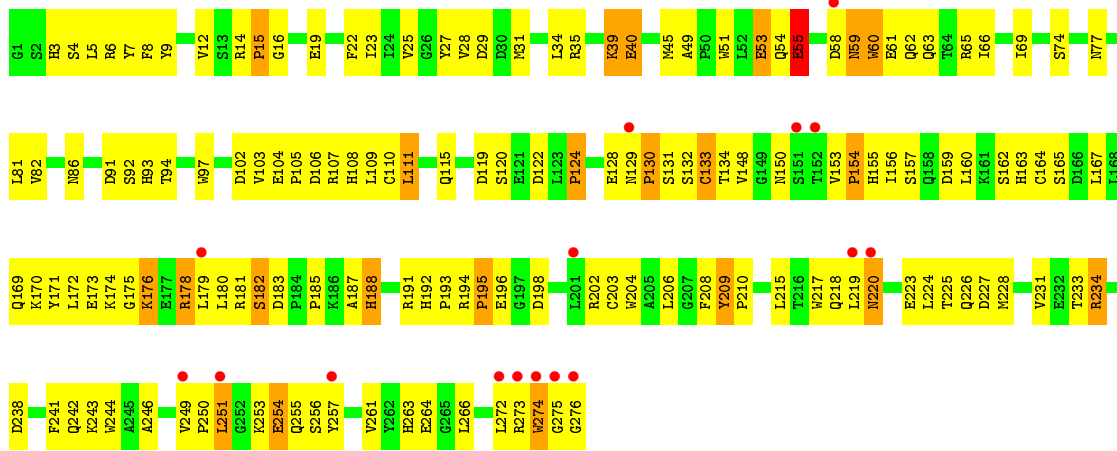 G1 S2 H3 S4 L5 R6 Y7 F8 Y9 V12 S13 R14 P15 G16 E19 F22 I23 I24 V25 G26 Y27 V28 D29 D30 M31 L34 R35 K39 E40 M45 A49 P50 W51 L52 E53 Q54 E55 D58 N59 W60 E61 Q62 Q63 T64 R65 I66 I69 S74 N77
L81 V82 N86 D91 S92 H93 T94 W97 D102 V103 E104 P105 D106 R107 H108 L109 C110 L111 Q115 D119 S120 E121 D122 L123 P124 E128 N129 P130 S131 S132 C133 T134 V148 G149 N150 S151 T152 V153 P154 H155 I156 S157 Q158 D159 L160 K161 S162 H163 C164 S165 D166 L167 L168
Q169 K170 Y171 L172 E173 K174 G175 K176 E177 R178 L179 L180 R181 S182 D183 P184 P185 K186 A187 H188 R191 H192 P193 R194 P195 E196 G197 D198 L201 R202 C203 W204 A205 L206 G207 F208 Y209 P210 L215 T216 W217 Q218 L219 N220 E223 L224 T225 Q226 D227 M228 V231 E232 T233 R234
D238 F241 Q242 K243 W244 A245 A246 V249 P250 L251 G252 K253 E254 Q255 S256 Y257 V261 Y262 H263 E264 G265 L266 L272 R273 W274 G275 G276